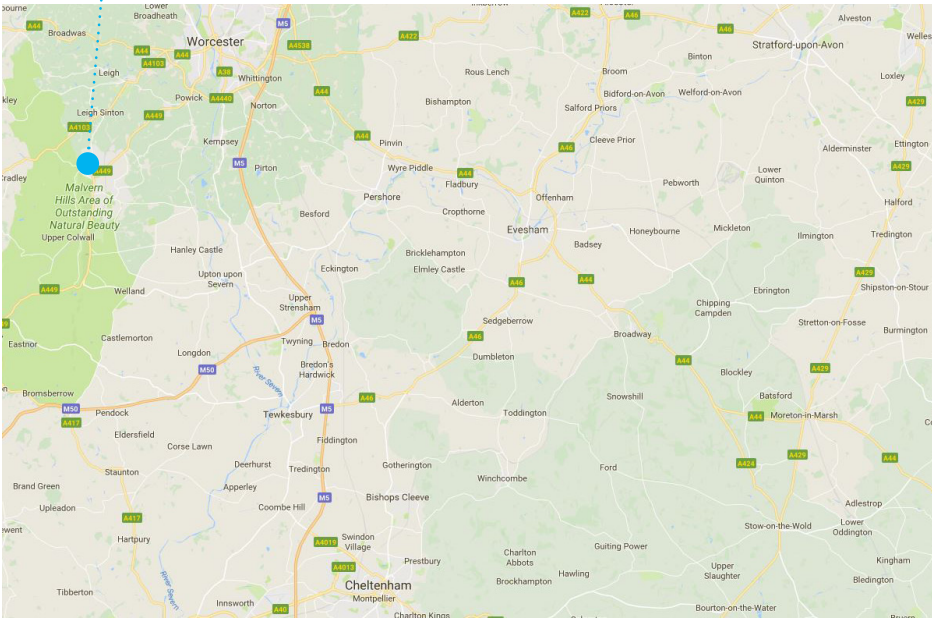 bourne
Lower
Broadheath
M5
A422
A46
Alveston
A44
Broadwas
Worcester
A4538
A422
A46
Stratford-upon-Avon
Welles
A44
A44
A4103
Leigh
A38
Whittington
Rous Lench
Broom
Binton
Loxley
kley
Powick
A4440
Norton
A44
Bishampton
Bidford-on-Avon
Welford-on-Avon
A429
Leigh Sinton
A449
Salford Priors
A4103
Kempsey
A44
Pinvin
A46
Cleeve Prior
Alderminster
Ettington
Cradley
A449
M5
Pirton
Wyre Piddle
A44
Fladbury
Pebworth
Lower
Quinton
A429
Malvern
Hills Area of
Outstanding
Natural Beauty
Pershore
Offenham
Halford
Besford
Cropthorne
Evesham
Honeybourne
Mickleton
Ilmington
Tredington
Upper Colwall
Hanley Castle
Bricklehampton
Badsey
Upton upon
Severn
Eckington
Elmley Castle
A46
A44
A429
A449
Welland
Upper
Strensham
Chipping
Campden
Ebrington
Shipston-on-Stour
M5
Sedgeberrow
Stretton-on-Fosse
Burmington
Eastnor
Castlemorton
Twyning
Bredon
A46
Broadway
Longdon
Bredon's
Hardwick
Dumbleton
A44
M50
Blockley
A429
River Severn
Bromsberrow
A46
Alderton
Snowshill
Batsford
M50
Pendock
Tewkesbury
M5
Toddington
A44
Moreton-in-Marsh
A417
Eldersfield
Corse Lawn
Fiddington
A429
A44
Staunton
Deerhurst
Tredington
Gotherington
Ford
A424
Brand Green
Apperley
M5
Bishops Cleeve
Winchcombe
Upleadon
Coombe Hill
Adlestrop
A417
Stow-on-the-Wold
Lower
Oddington
ewent
Hartpury
A4019
Swindon
Village
Charlton
Abbots
Guiting Power
A4013
Prestbury
Hawling
Upper
Slaughter
Kingham
River Severn
Cheltenham
Brockhampton
Bledington
Tibberton
Innsworth
Montpellier
A40
Charlton Kings
Bourton-on-the-Water